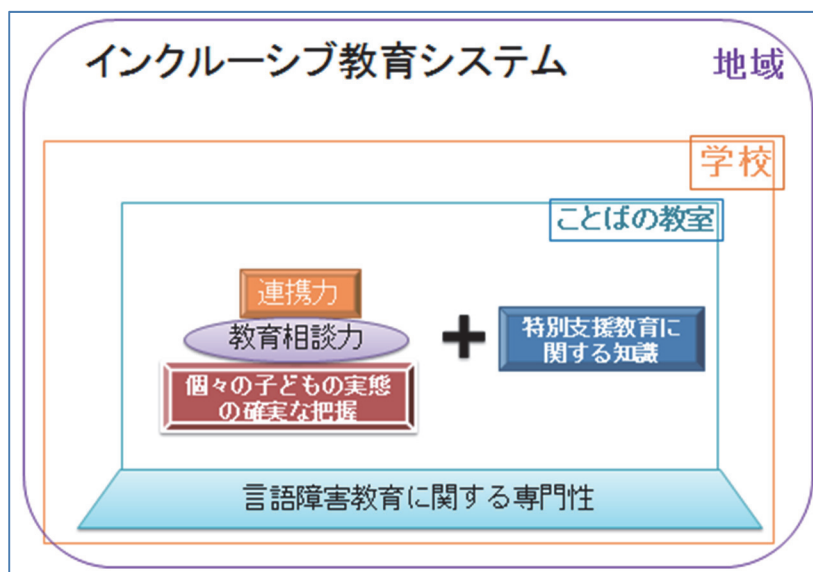 インクルーシブ教育システム
地域
学校
ことばの教室
連携力
教育相談力
個々の子どもの実態
の確実な把握
+
特別支援教育に
関する知識
言語障害教育に関する専門性